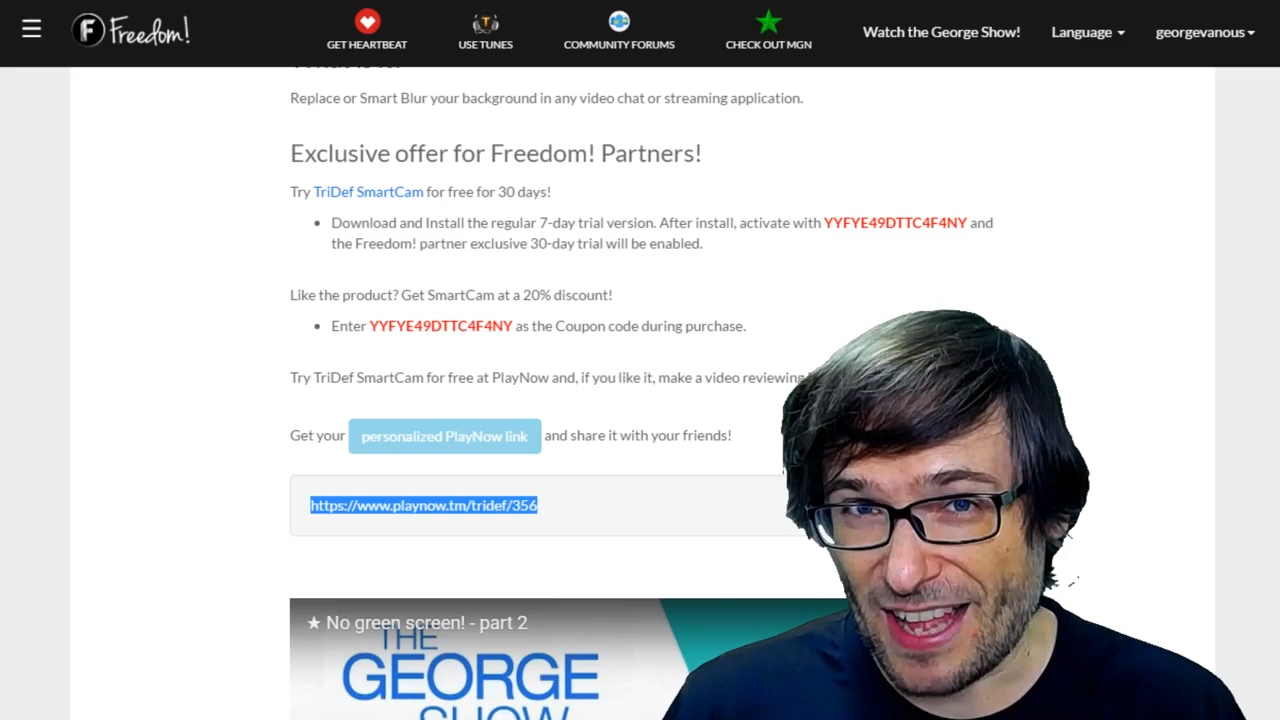 Freedom!
GET HEARTBEAT
USE TUNES
COMMUNITY FORUMS
CHECK OUT MGN
Watch the George Show!
Language
georgevanous
Replace or Smart Blur your background in any video chat or streaming application.
Exclusive offer for Freedom! Partners!
Try TriDef SmartCam for free for 30 days!
• Download and Install the regular 7-day trial version. After install, activate with YYFYE49DTTC4F4NY and
the Freedom! partner exclusive 30-day trial will be enabled.
Like the product? Get SmartCam at a 20% discount!
• Enter YYFYE49DTTC4F4NY as the Coupon code during purchase.
Try TriDef SmartCam for free at PlayNow and, if you like it, make a video reviewing
Get your personalized PlayNow link and share it with your friends!
https://www.playnow.tm/tridef/356
★ No green screen! - part 2
THE
GEORGE
SHOW